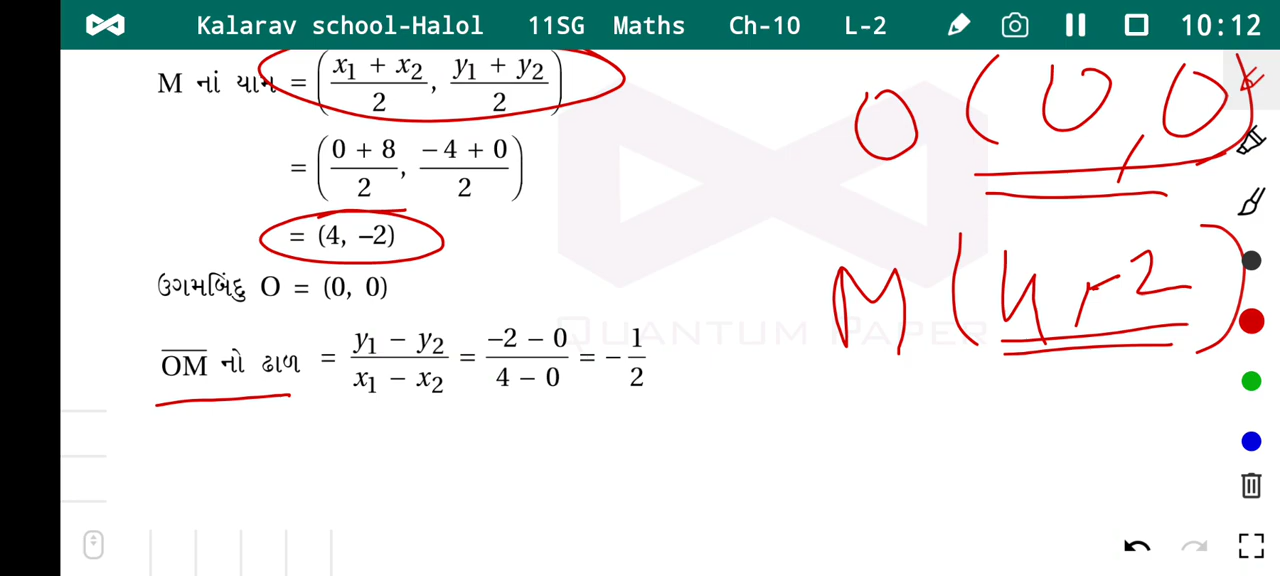 Kalarav school-Halol 11SG Maths Ch-10 L-2 10:12
M નાં યામ = (x₁ + x₂ / 2, y₁ + y₂ / 2)
= (0 + 8 / 2, −4 + 0 / 2)
= (4, −2)
ઉગમબિંદુ O = (0, 0)
OM નો ઢાળ = y₁ − y₂ / x₁ − x₂ = −2 − 0 / 4 − 0 = − 1 / 2
O (0, 0)
M (4, -2)
QUANTUM PAPER